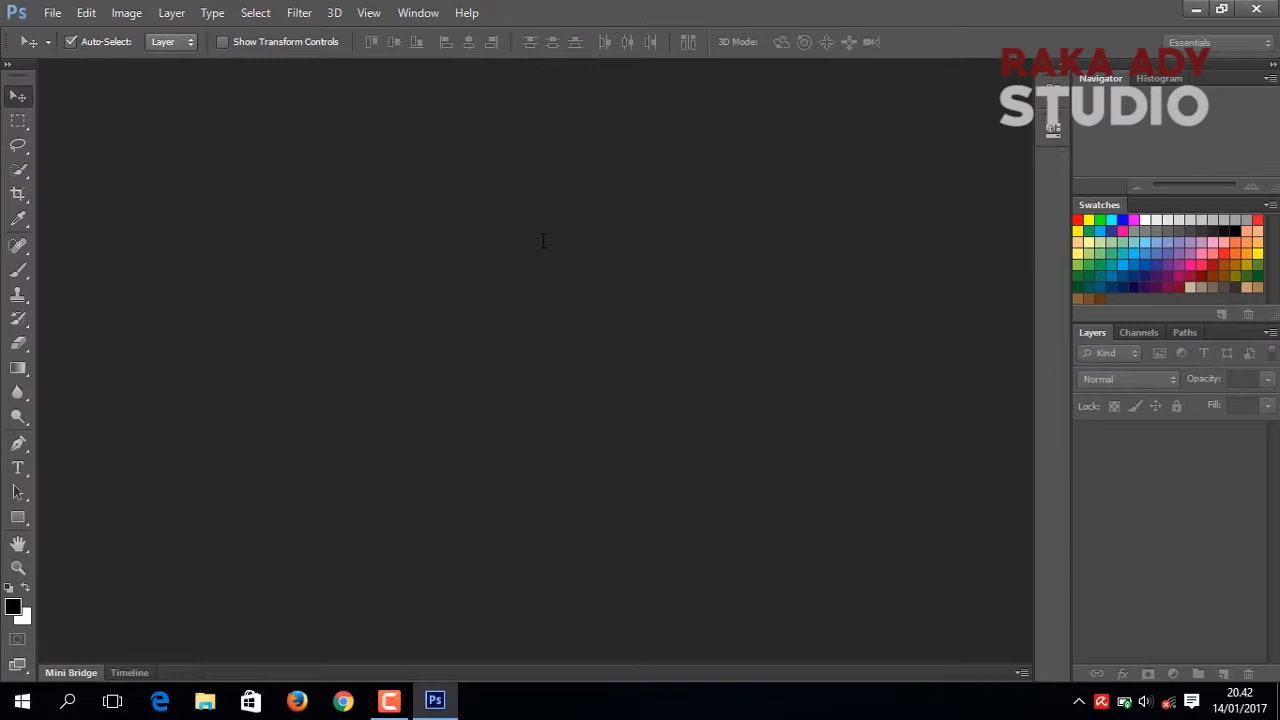 Ps File Edit Image Layer Type Select Filter 3D View Window Help
Auto-Select: Layer Show Transform Controls 3D Mode: Essentials
RAKA ADY
STUDIO
Navigator Histogram
Swatches
Layers Channels Paths
Kind
Normal Opacity:
Lock: Fill:
Mini Bridge Timeline
20.42
14/01/2017
Ps